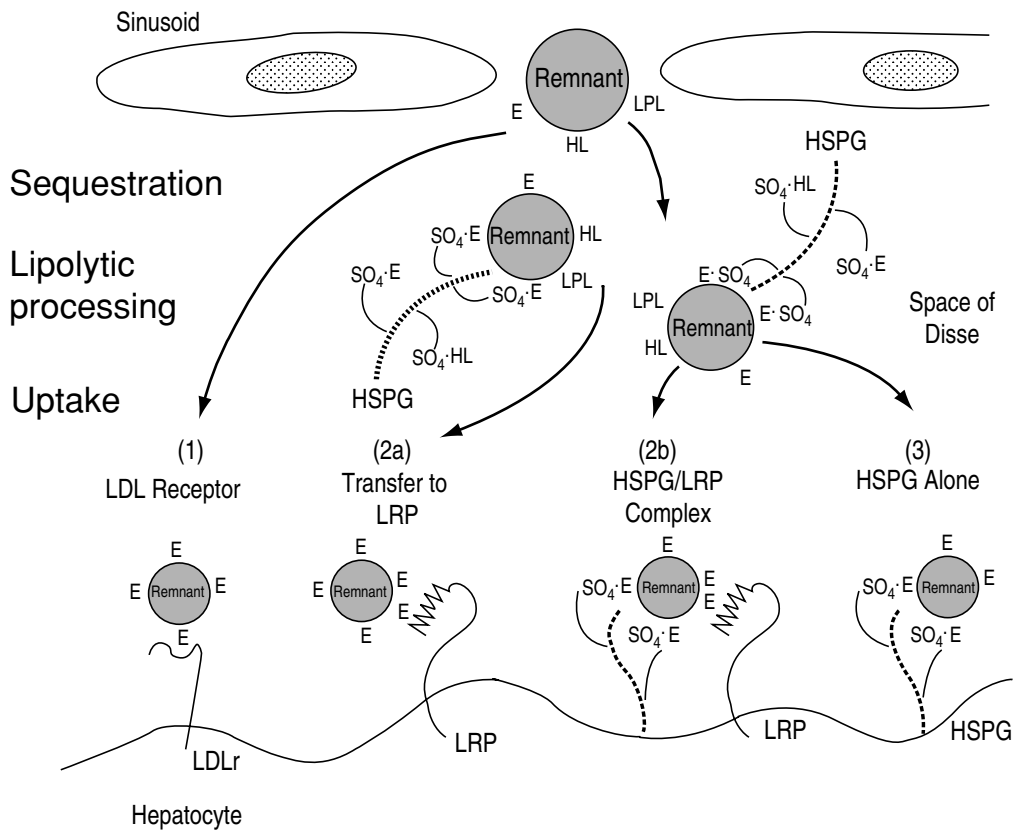 Sinusoid
Remnant
E
LPL
HL
HSPG
Sequestration
SO4·HL
E
SO4·E
Remnant
HL
SO4·E
Lipolytic
processing
SO4·E
SO4·E
LPL
E·SO4
LPL
Remnant
E·SO4
Space of
Disse
SO4·HL
HL
E
HSPG
Uptake
(1)
LDL Receptor
(2a)
Transfer to
LRP
(2b)
HSPG/LRP
Complex
(3)
HSPG Alone
E
E
Remnant
E
E
E
E
Remnant
E
E
E
E
SO4·E
Remnant
E
E
SO4·E
E
SO4·E
Remnant
E
SO4·E
LDLr
LRP
LRP
HSPG
Hepatocyte